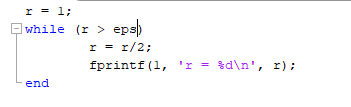 r = 1;
while (r > eps)
r = r/2;
fprintf(1, 'r = %d\n', r);
end